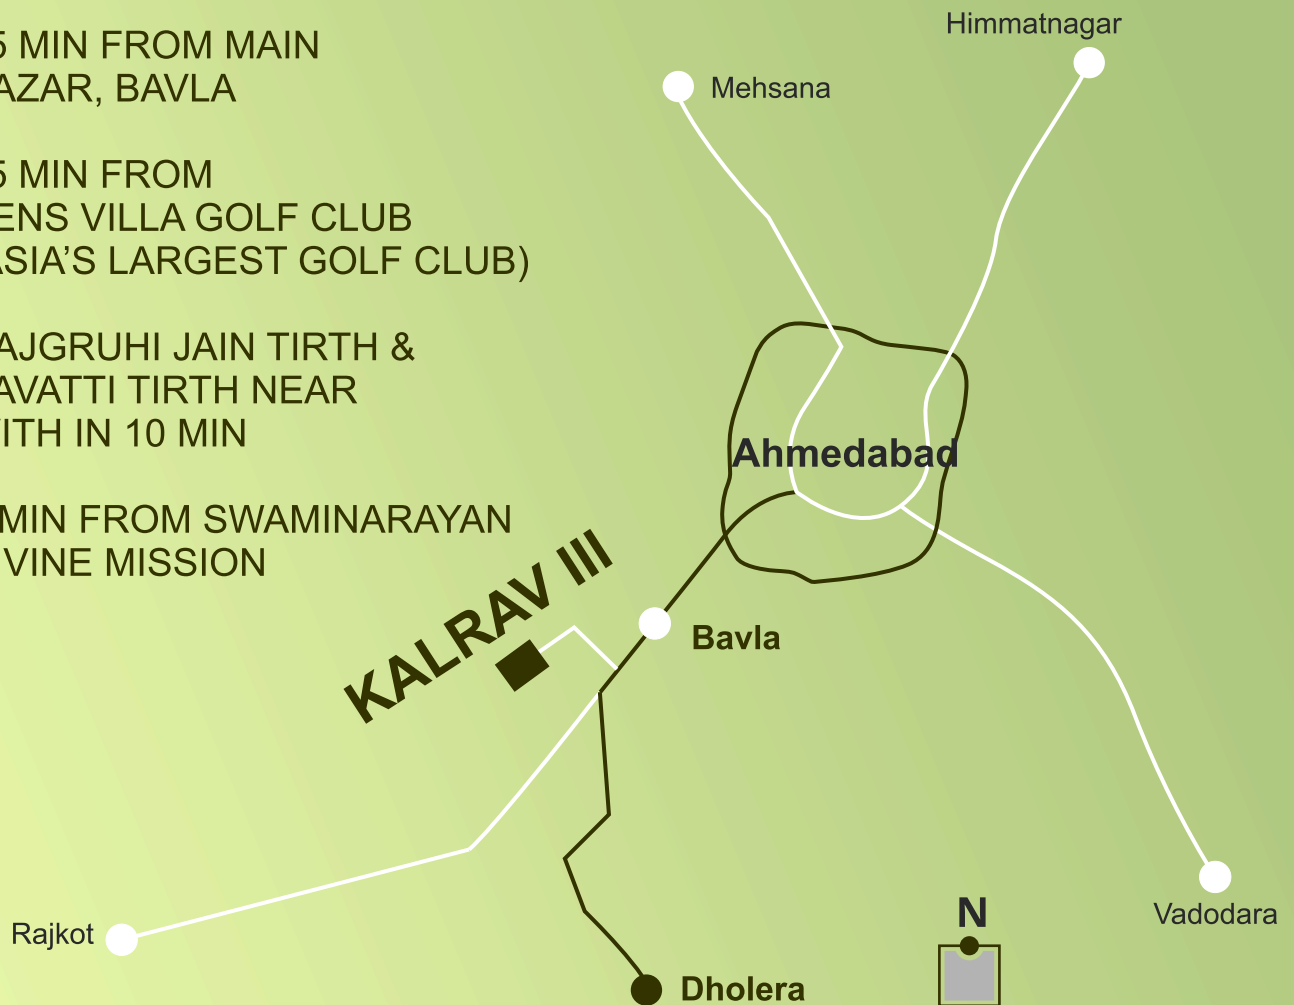 5 MIN FROM MAIN
AZAR, BAVLA
5 MIN FROM
ENS VILLA GOLF CLUB
ASIA’S LARGEST GOLF CLUB)
AJGRUHI JAIN TIRTH &
AVATTI TIRTH NEAR
ITH IN 10 MIN
MIN FROM SWAMINARAYAN
VINE MISSION
Himmatnagar
Mehsana
Ahmedabad
KALRAV III
Bavla
Rajkot
Vadodara
N
Dholera